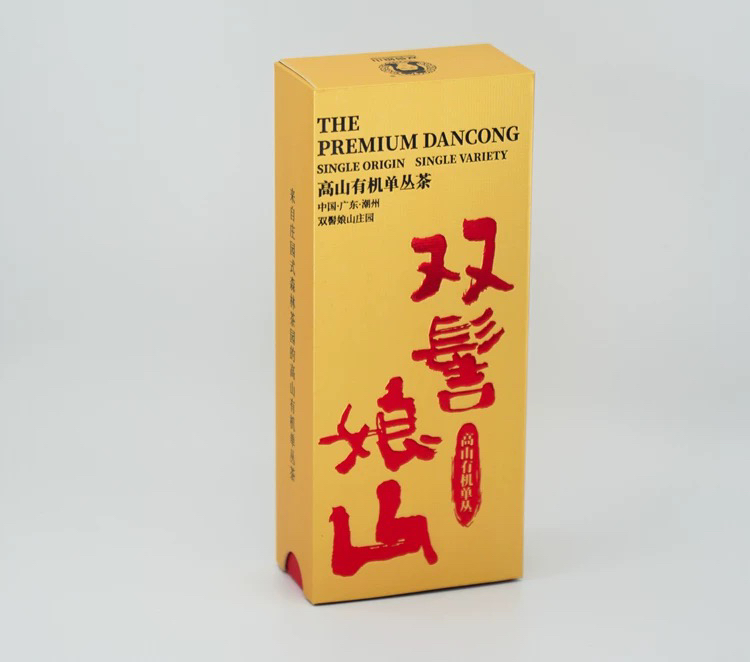 THE
PREMIUM DANCONG
SINGLE ORIGIN SINGLE VARIETY
高山有机单丛茶
中国·广东·潮州
双髻娘山庄园
双髻
娘山
高山有机单丛
来自庄园式森林茶园的高山有机单丛茶